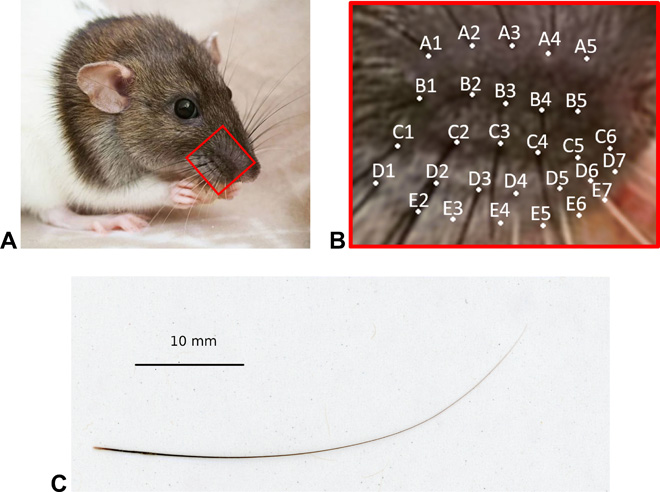 A
A1 A2 A3 A4 A5
B1 B2 B3 B4 B5
C1 C2 C3 C4 C5 C6
D1 D2 D3 D4 D5 D6 D7
E2 E3 E4 E5 E6 E7
B
10 mm
C